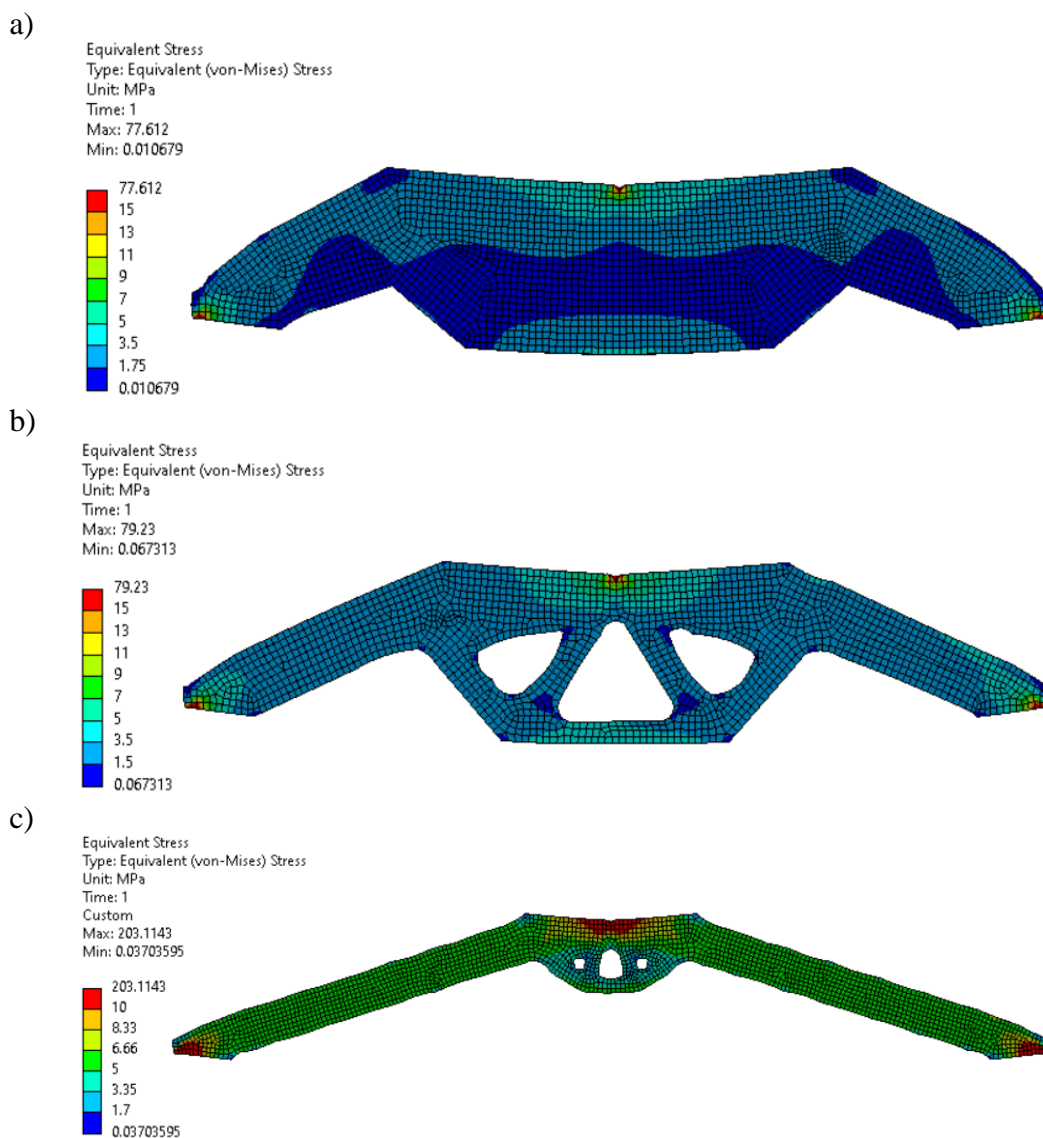 a)
Equivalent Stress
Type: Equivalent (von-Mises) Stress
Unit: MPa
Time: 1
Max: 77.612
Min: 0.010679
77.612
15
13
11
9
7
5
3.5
1.75
0.010679
b)
Equivalent Stress
Type: Equivalent (von-Mises) Stress
Unit: MPa
Time: 1
Max: 79.23
Min: 0.067313
79.23
15
13
11
9
7
5
3.5
1.5
0.067313
c)
Equivalent Stress
Type: Equivalent (von-Mises) Stress
Unit: MPa
Time: 1
Custom
Max: 203.1143
Min: 0.03703595
203.1143
10
8.33
6.66
5
3.35
1.7
0.03703595